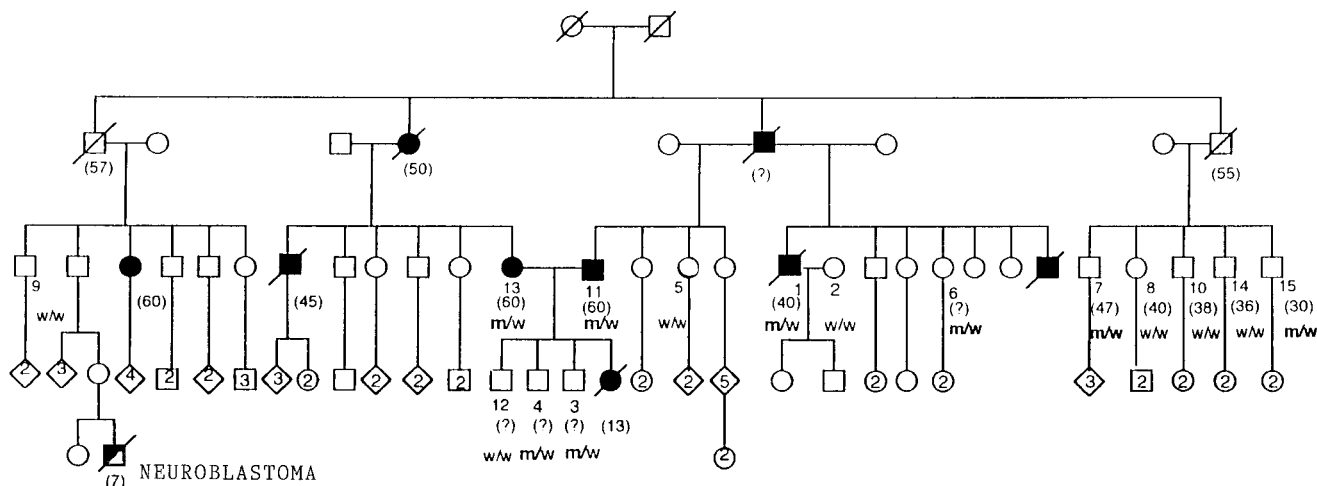 (57) (50) (?) (55)
9 (60) (45) 13 11 5 1 2 6 7 8 10 14 15
(60) (60) (40) (?) (47) (40) (38) (36) (30)
w/w m/w m/w w/w m/w w/w m/w m/w w/w w/w w/w m/w
2 3 4 2 2 3 3 2 2 2 2 2 2 5 2 2 3 2 2 2 2
12 4 3 (13)
(?) (?) (?)
w/w m/w m/w
2
(7) NEUROBLASTOMA